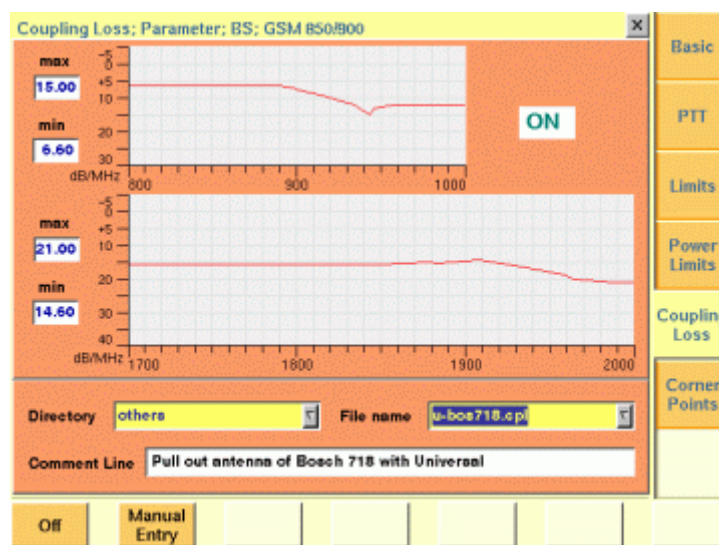 Coupling Loss; Parameter; BS; GSM 850/900
x
max
15.00
min
6.60
-5
0
+5
10
20
30
dB/MHz
800
900
1000
ON
max
21.00
min
14.60
-5
0
+5
10
20
30
40
dB/MHz
1700
1800
1900
2000
Directory
others
File name
u-bos718.cpl
Comment Line
Pull out antenna of Bosch 718 with Universal
Basic
PTT
Limits
Power
Limits
Couplin
Loss
Corner
Points
Off
Manual
Entry